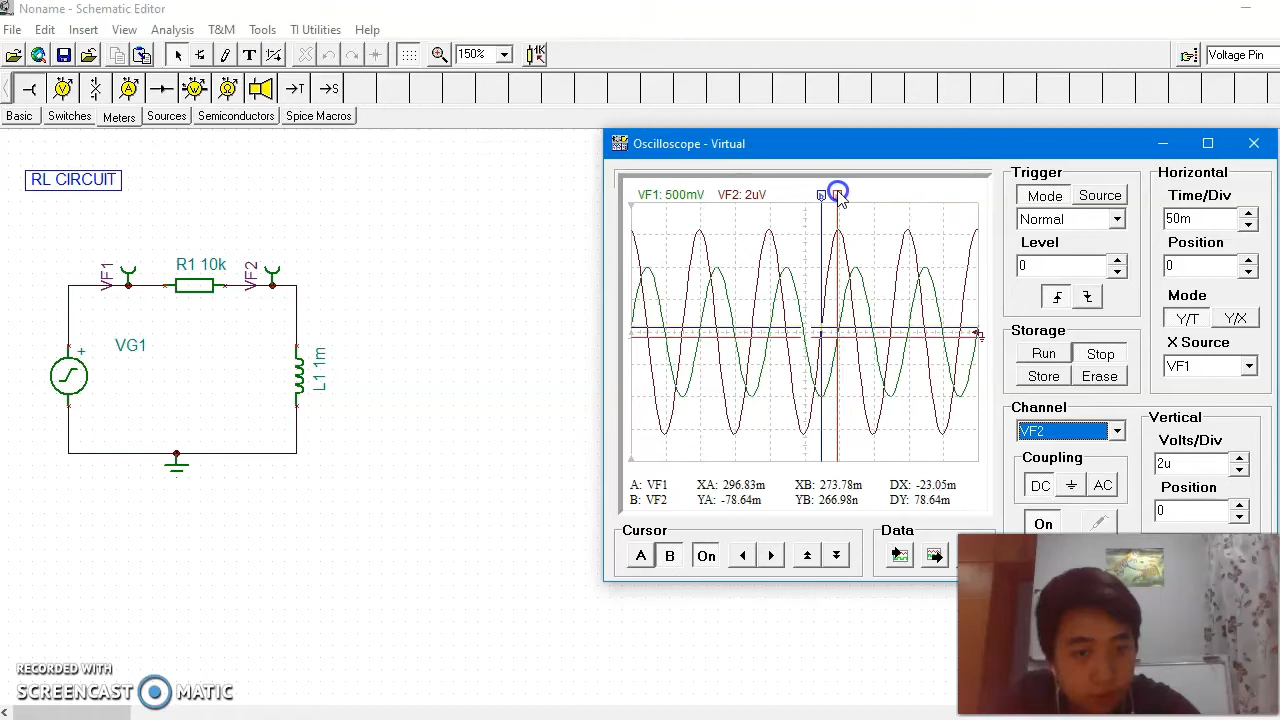 Noname - Schematic Editor
File Edit Insert View Analysis T&M Tools TI Utilities Help
150% 1K Voltage Pin
V A W Ω →T →S
Basic Switches Meters Sources Semiconductors Spice Macros
RL CIRCUIT
VF1
R1 10k
VF2
VG1
+
L1 1m
Oscilloscope - Virtual
VF1: 500mV VF2: 2uV
A: VF1 XA: 296.83m XB: 273.78m DX: -23.05m
B: VF2 YA: -78.64m YB: 266.98n DY: 78.64m
Cursor
A B On
Data
Trigger
Mode Source
Normal
Level
0
Storage
Run Stop
Store Erase
Channel
VF2
Coupling
DC AC
On
Horizontal
Time/Div
50m
Position
0
Mode
Y/T Y/X
X Source
VF1
Vertical
Volts/Div
2u
Position
0
RECORDED WITH
SCREENCAST MATIC